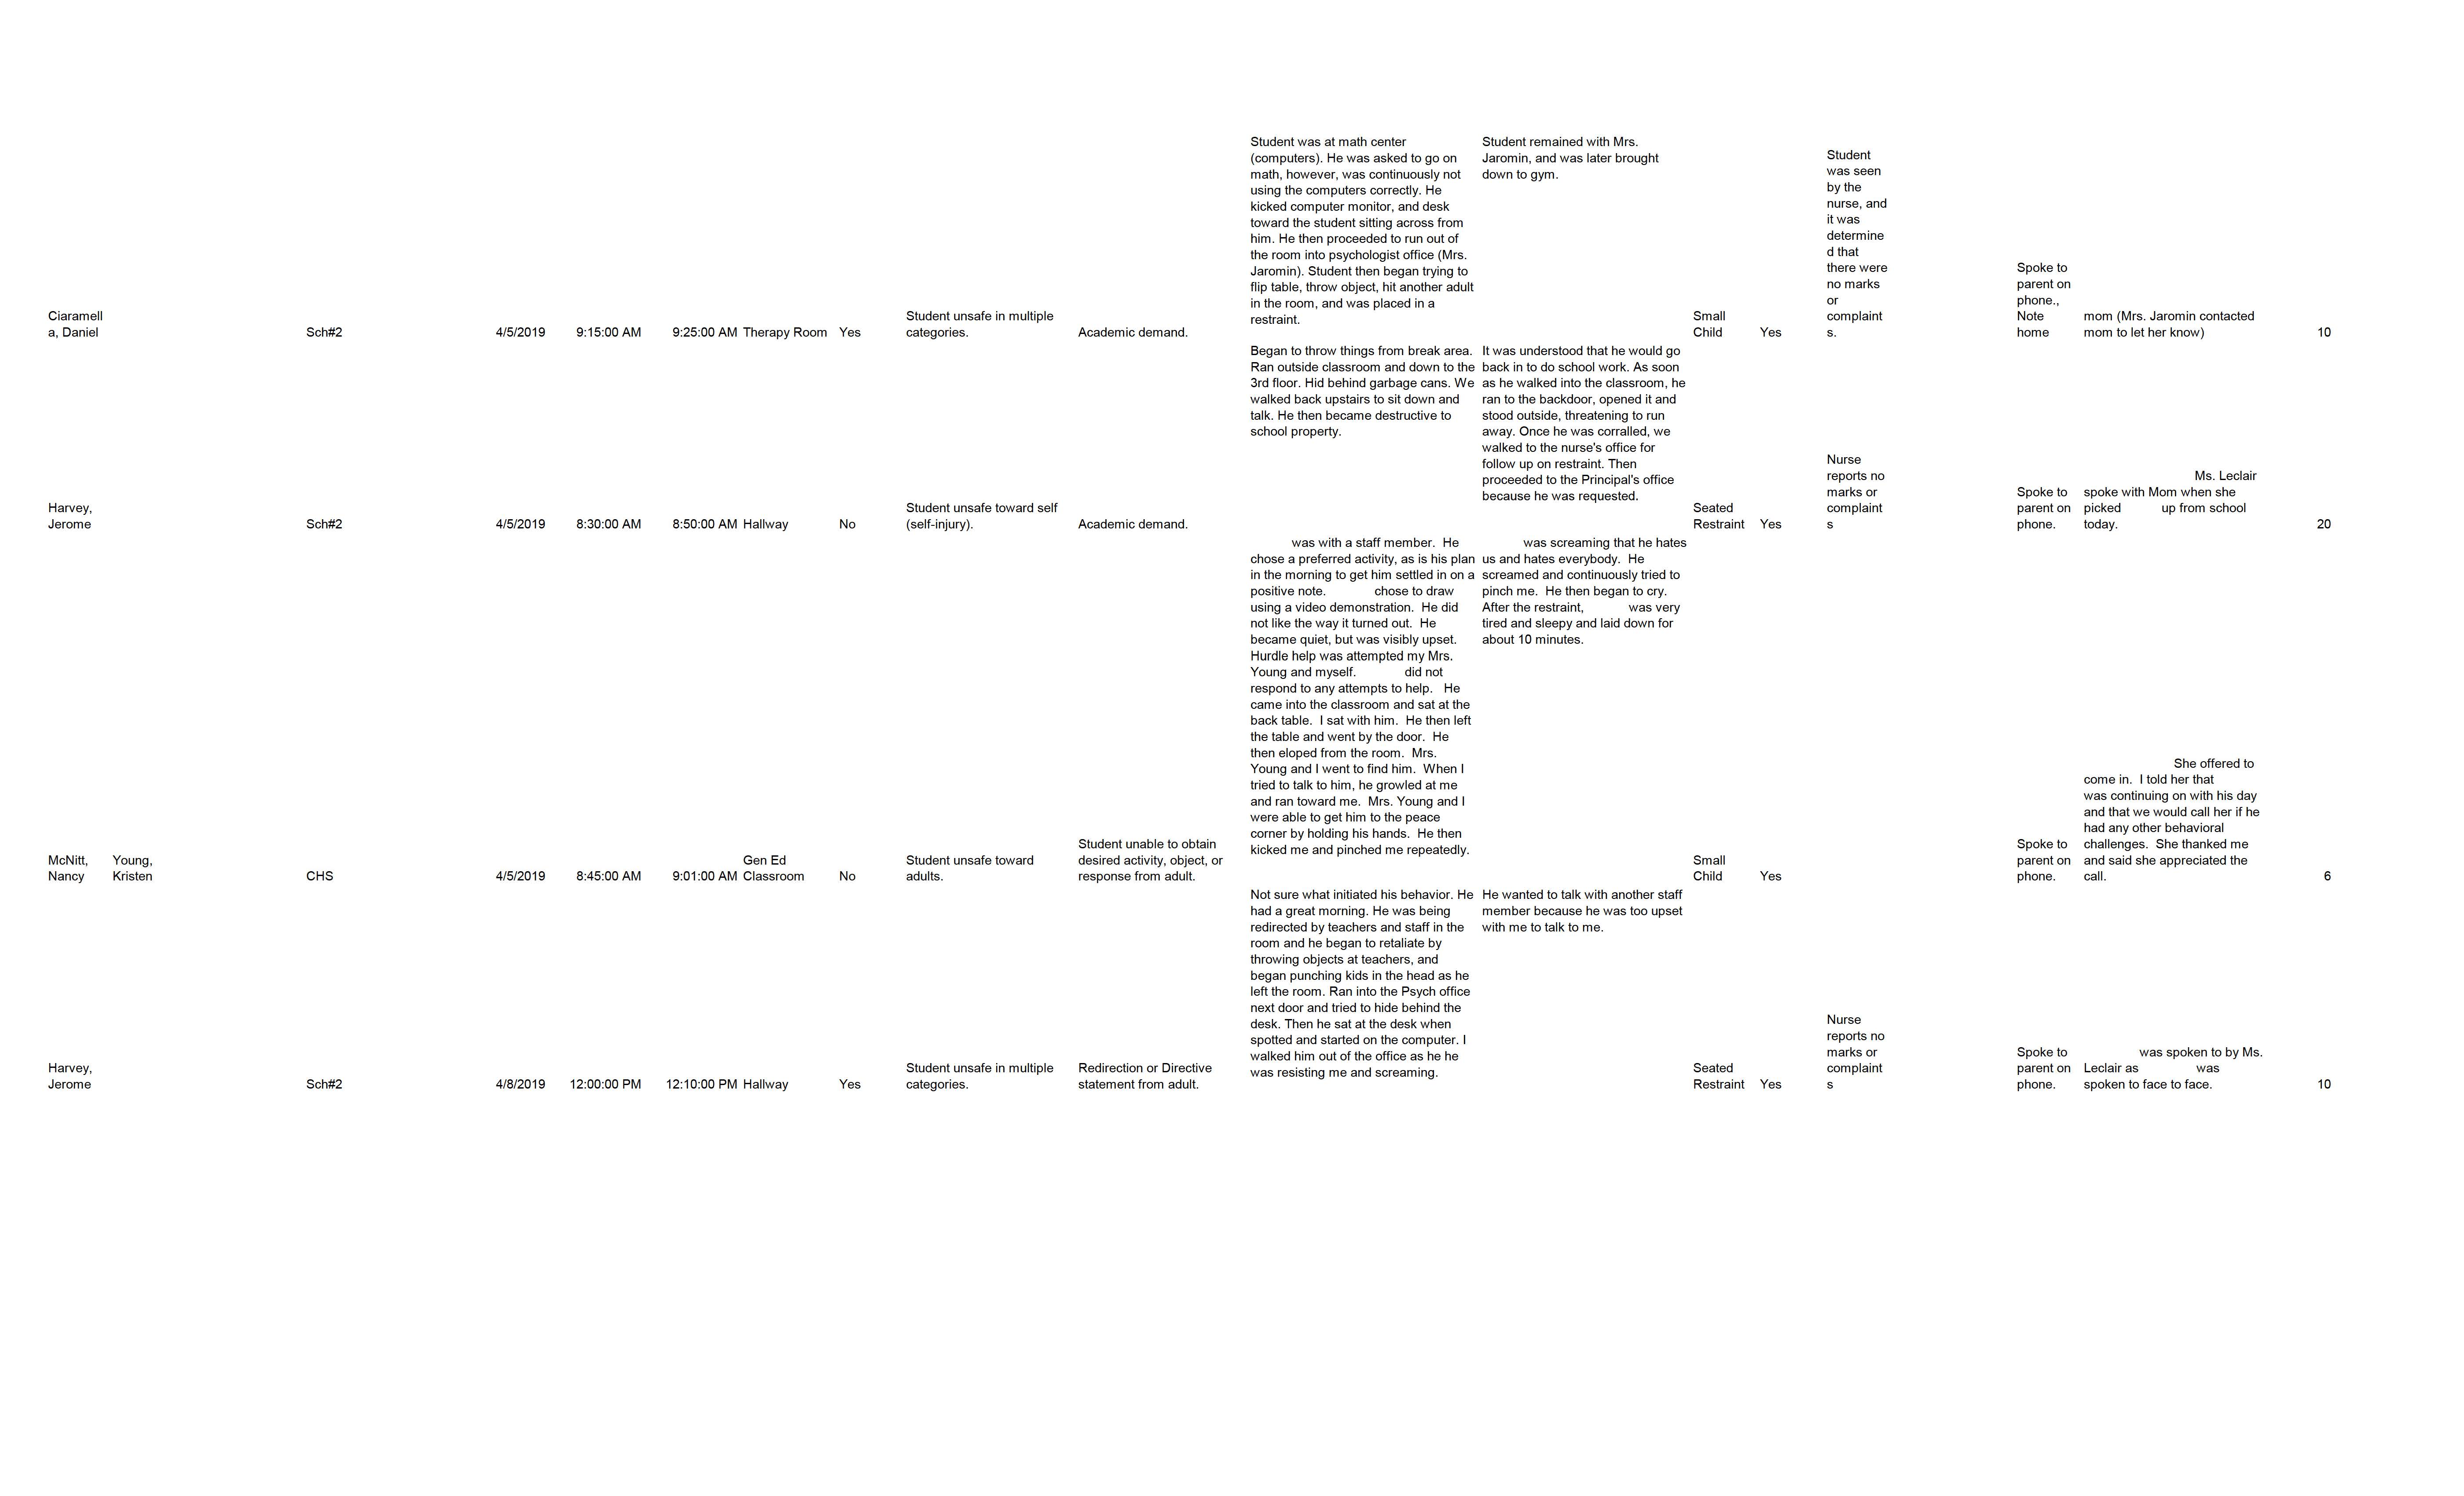 Ciaramell
a, Daniel
Sch#2
4/5/2019
9:15:00 AM
9:25:00 AM
Therapy Room
Yes
Student unsafe in multiple
categories.
Academic demand.
Student was at math center
(computers). He was asked to go on
math, however, was continuously not
using the computers correctly. He
kicked computer monitor, and desk
toward the student sitting across from
him. He then proceeded to run out of
the room into psychologist office (Mrs.
Jaromin). Student then began trying to
flip table, throw object, hit another adult
in the room, and was placed in a
restraint.
Student remained with Mrs.
Jaromin, and was later brought
down to gym.
Small
Child
Yes
Student
was seen
by the
nurse, and
it was
determine
d that
there were
no marks
or
complaint
s.
Spoke to
parent on
phone.,
Note
home
mom (Mrs. Jaromin contacted
mom to let her know)
10
Harvey,
Jerome
Sch#2
4/5/2019
8:30:00 AM
8:50:00 AM
Hallway
No
Student unsafe toward self
(self-injury).
Academic demand.
Began to throw things from break area.
Ran outside classroom and down to the
3rd floor. Hid behind garbage cans. We
walked back upstairs to sit down and
talk. He then became destructive to
school property.
It was understood that he would go
back in to do school work. As soon
as he walked into the classroom, he
ran to the backdoor, opened it and
stood outside, threatening to run
away. Once he was corralled, we
walked to the nurse's office for
follow up on restraint. Then
proceeded to the Principal's office
because he was requested.
Seated
Restraint
Yes
Nurse
reports no
marks or
complaint
s
Spoke to
parent on
phone.
Ms. Leclair
spoke with Mom when she
picked up from school
today.
20
McNitt,
Nancy
Young,
Kristen
CHS
4/5/2019
8:45:00 AM
9:01:00 AM
Gen Ed
Classroom
No
Student unsafe toward
adults.
Student unable to obtain
desired activity, object, or
response from adult.
was with a staff member. He
chose a preferred activity, as is his plan
in the morning to get him settled in on a
positive note. chose to draw
using a video demonstration. He did
not like the way it turned out. He
became quiet, but was visibly upset.
Hurdle help was attempted my Mrs.
Young and myself. did not
respond to any attempts to help. He
came into the classroom and sat at the
back table. I sat with him. He then left
the table and went by the door. He
then eloped from the room. Mrs.
Young and I went to find him. When I
tried to talk to him, he growled at me
and ran toward me. Mrs. Young and I
were able to get him to the peace
corner by holding his hands. He then
kicked me and pinched me repeatedly.
was screaming that he hates
us and hates everybody. He
screamed and continuously tried to
pinch me. He then began to cry.
After the restraint, was very
tired and sleepy and laid down for
about 10 minutes.
Small
Child
Yes
Spoke to
parent on
phone.
She offered to
come in. I told her that
was continuing on with his day
and that we would call her if he
had any other behavioral
challenges. She thanked me
and said she appreciated the
call.
6
Harvey,
Jerome
Sch#2
4/8/2019
12:00:00 PM
12:10:00 PM
Hallway
Yes
Student unsafe in multiple
categories.
Redirection or Directive
statement from adult.
Not sure what initiated his behavior. He
had a great morning. He was being
redirected by teachers and staff in the
room and he began to retaliate by
throwing objects at teachers, and
began punching kids in the head as he
left the room. Ran into the Psych office
next door and tried to hide behind the
desk. Then he sat at the desk when
spotted and started on the computer. I
walked him out of the office as he he
was resisting me and screaming.
He wanted to talk with another staff
member because he was too upset
with me to talk to me.
Seated
Restraint
Yes
Nurse
reports no
marks or
complaint
s
Spoke to
parent on
phone.
was spoken to by Ms.
Leclair as was
spoken to face to face.
10